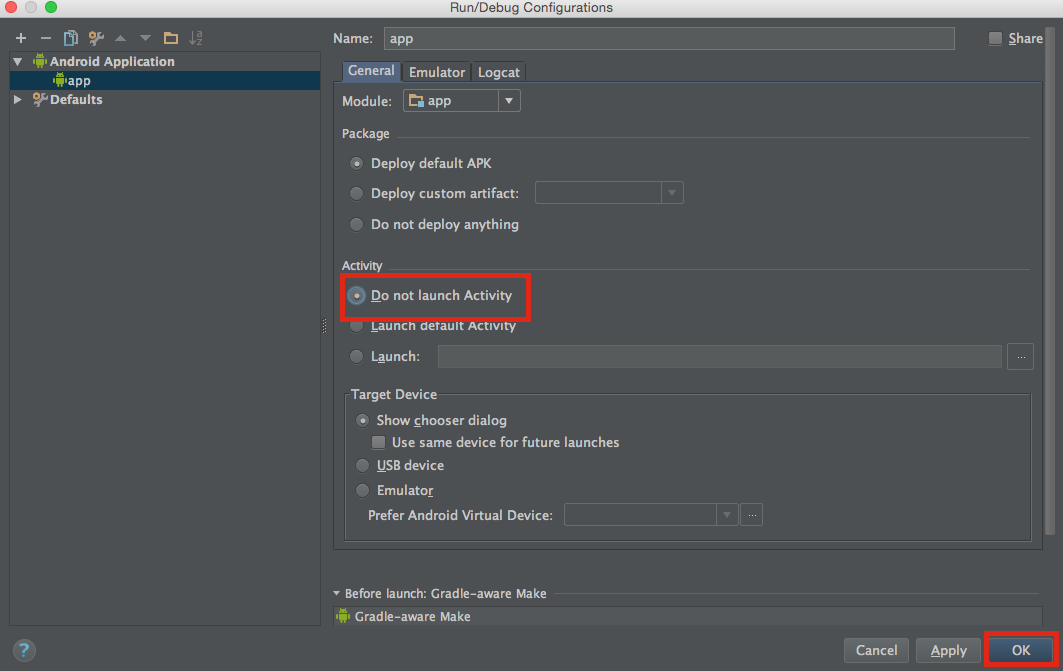 Run/Debug Configurations
Name: app Share
Android Application
app
Defaults
General Emulator Logcat
Module: app
Package
Deploy default APK
Deploy custom artifact:
Do not deploy anything
Activity
Do not launch Activity
Launch default Activity
Launch: ...
Target Device
Show chooser dialog
Use same device for future launches
USB device
Emulator
Prefer Android Virtual Device: ...
Before launch: Gradle-aware Make
Gradle-aware Make
? Cancel Apply OK